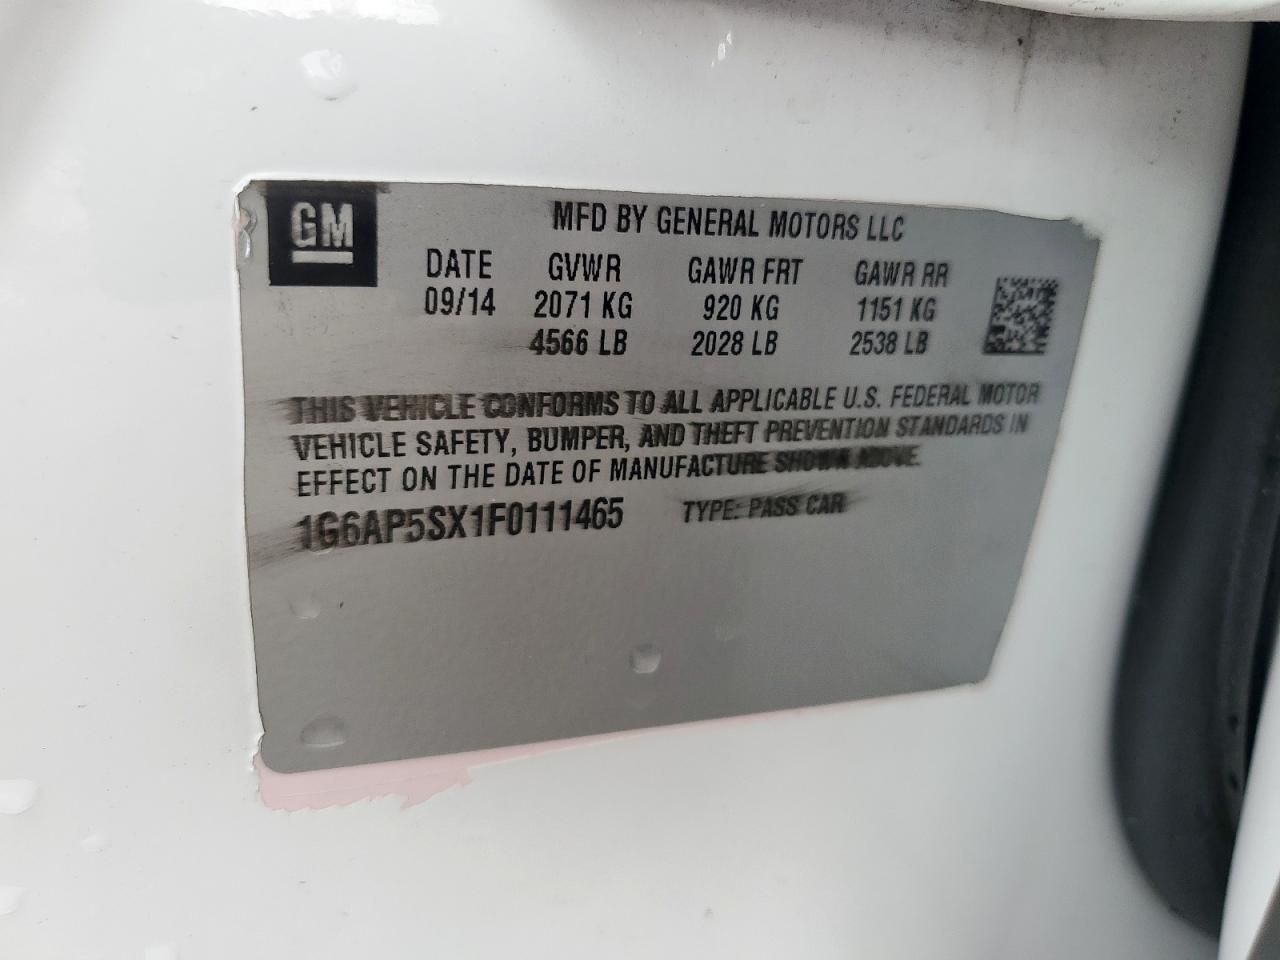 GM
MFD BY GENERAL MOTORS LLC
DATE GVWR GAWR FRT GAWR RR
09/14 2071 KG 920 KG 1151 KG
4566 LB 2028 LB 2538 LB
THIS VEHICLE CONFORMS TO ALL APPLICABLE U.S. FEDERAL MOTOR
VEHICLE SAFETY, BUMPER, AND THEFT PREVENTION STANDARDS IN
EFFECT ON THE DATE OF MANUFACTURE SHOWN ABOVE.
1G6AP5SX1F0111465 TYPE: PASS CAR